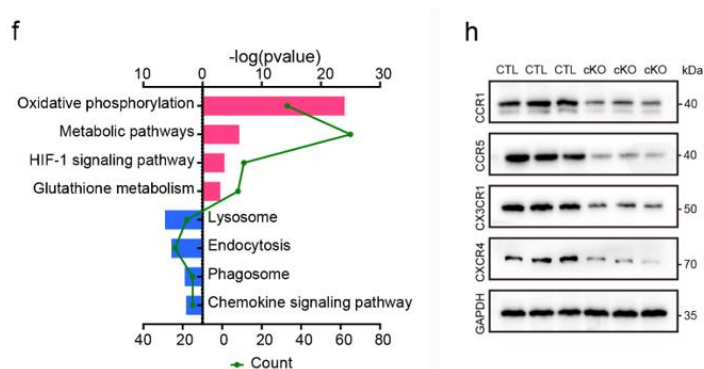 f
-log(pvalue)
10 0 10 20 30
Oxidative phosphorylation
Metabolic pathways
HIF-1 signaling pathway
Glutathione metabolism
Lysosome
Endocytosis
Phagosome
Chemokine signaling pathway
40 20 0 20 40 60 80
Count
h
CTL CTL CTL cKO cKO cKO kDa
CCR1 40
CCR5 40
CX3CR1 50
CXCR4 70
GAPDH 35